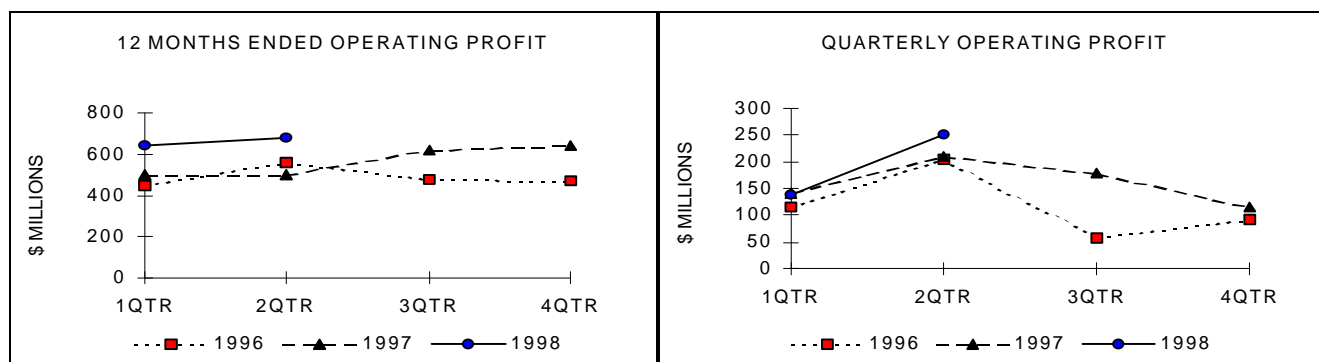 12 MONTHS ENDED OPERATING PROFIT
$ MILLIONS
800
600
400
200
0
1QTR 2QTR 3QTR 4QTR
1996 1997 1998
QUARTERLY OPERATING PROFIT
$ MILLIONS
300
250
200
150
100
50
0
1QTR 2QTR 3QTR 4QTR
1996 1997 1998